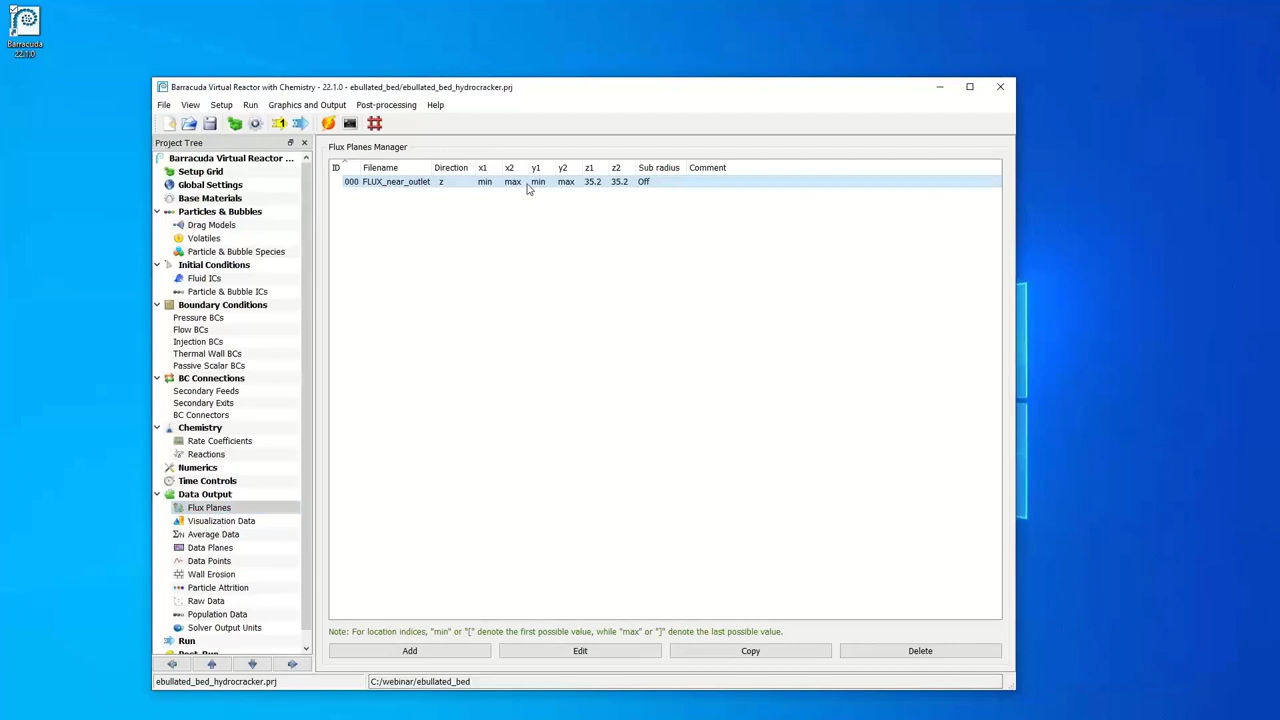 Barracuda
22.1.0
Barracuda Virtual Reactor with Chemistry - 22.1.0 - ebullated_bed/ebullated_bed_hydrocracker.prj
File View Setup Run Graphics and Output Post-processing Help
Project Tree
Barracuda Virtual Reactor ...
Setup Grid
Global Settings
Base Materials
Particles & Bubbles
Drag Models
Volatiles
Particle & Bubble Species
Initial Conditions
Fluid ICs
Particle & Bubble ICs
Boundary Conditions
Pressure BCs
Flow BCs
Injection BCs
Thermal Wall BCs
Passive Scalar BCs
BC Connections
Secondary Feeds
Secondary Exits
BC Connectors
Chemistry
Rate Coefficients
Reactions
Numerics
Time Controls
Data Output
Flux Planes
Visualization Data
Average Data
Data Planes
Data Points
Wall Erosion
Particle Attrition
Raw Data
Population Data
Solver Output Units
Run
Post-Run
Flux Planes Manager
ID Filename Direction x1 x2 y1 y2 z1 z2 Sub radius Comment
000 FLUX_near_outlet z min max min max 35.2 35.2 Off
Note: For location indices, "min" or "[" denote the first possible value, while "max" or "]" denote the last possible value.
Add Edit Copy Delete
ebullated_bed_hydrocracker.prj C:/webinar/ebullated_bed